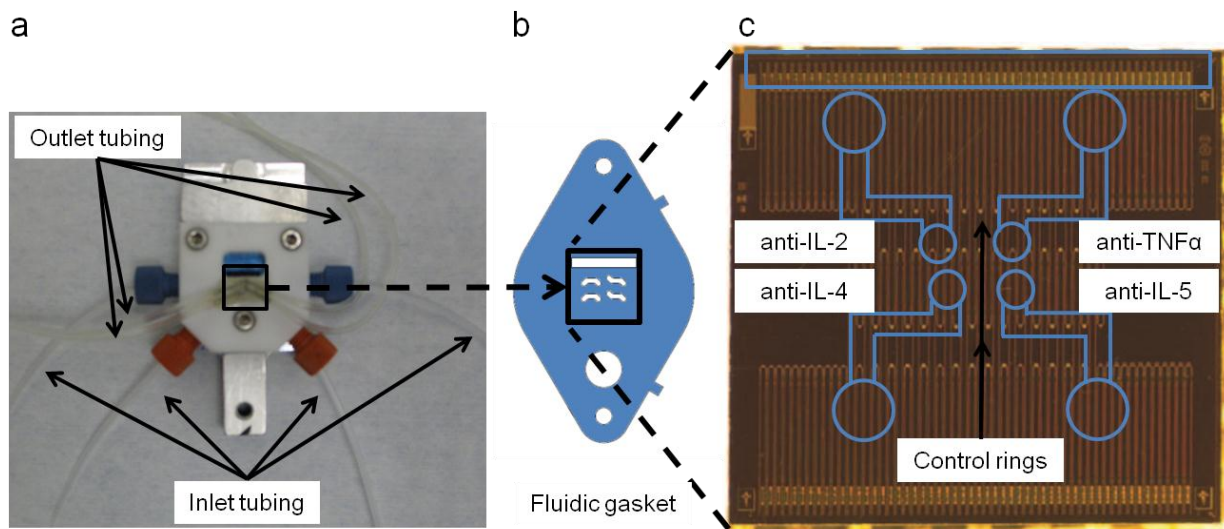 a
b
c
Outlet tubing
Inlet tubing
Fluidic gasket
anti-IL-2
anti-TNFα
anti-IL-4
anti-IL-5
Control rings